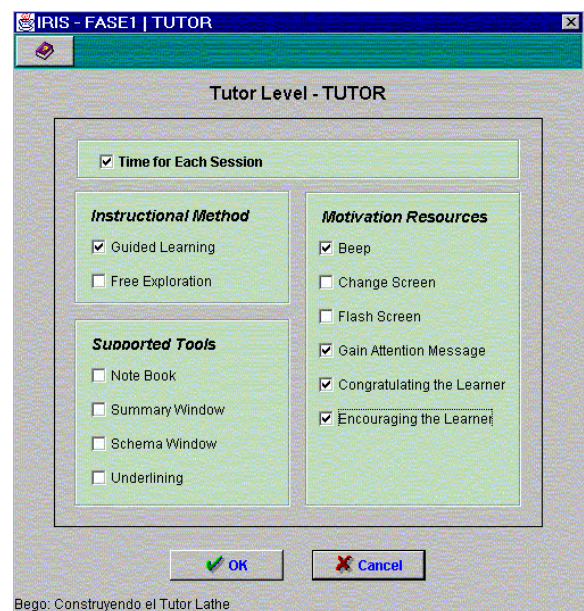 IRIS - FASE1 | TUTOR
Tutor Level - TUTOR
Time for Each Session
Instructional Method
Guided Learning
Free Exploration
Supported Tools
Note Book
Summary Window
Schema Window
Underlining
Motivation Resources
Beep
Change Screen
Flash Screen
Gain Attention Message
Congratulating the Learner
Encouraging the Learner
OK
Cancel
Bego: Construyendo el Tutor Lathe